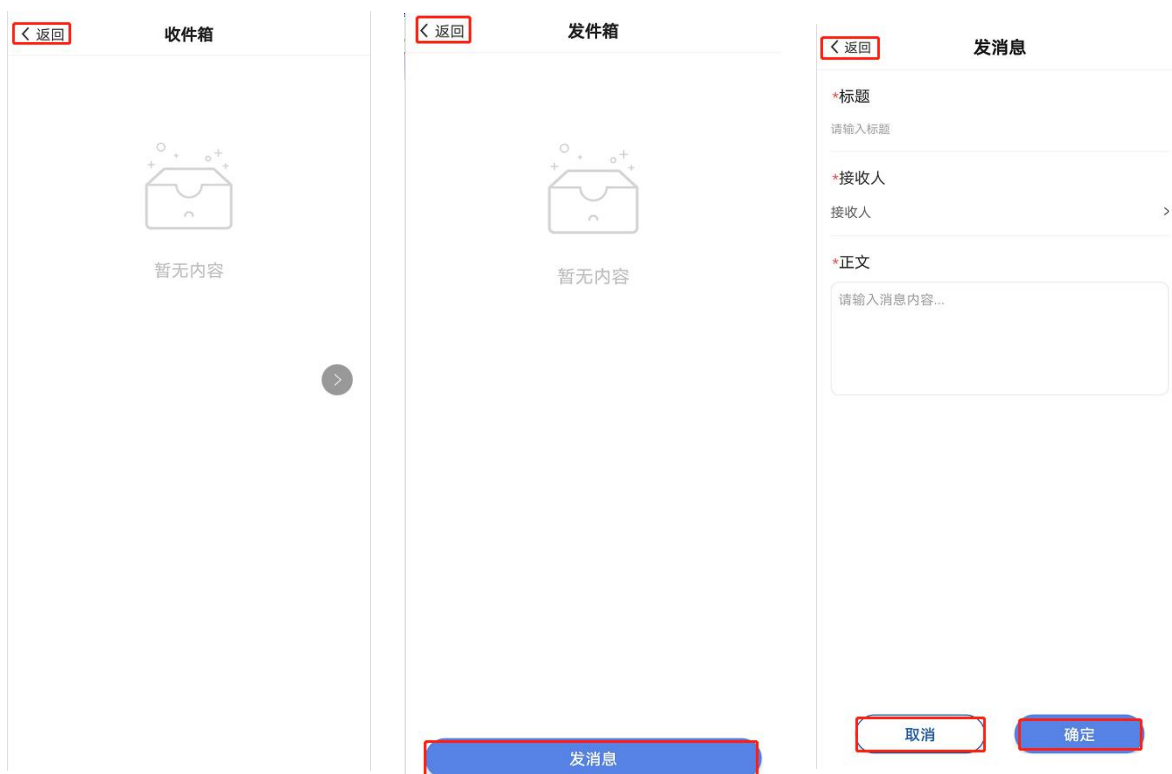 返回
收件箱
暂无内容
返回
发件箱
暂无内容
发消息
返回
发消息
*标题
请输入标题
*接收人
接收人
*正文
请输入消息内容...
取消
确定